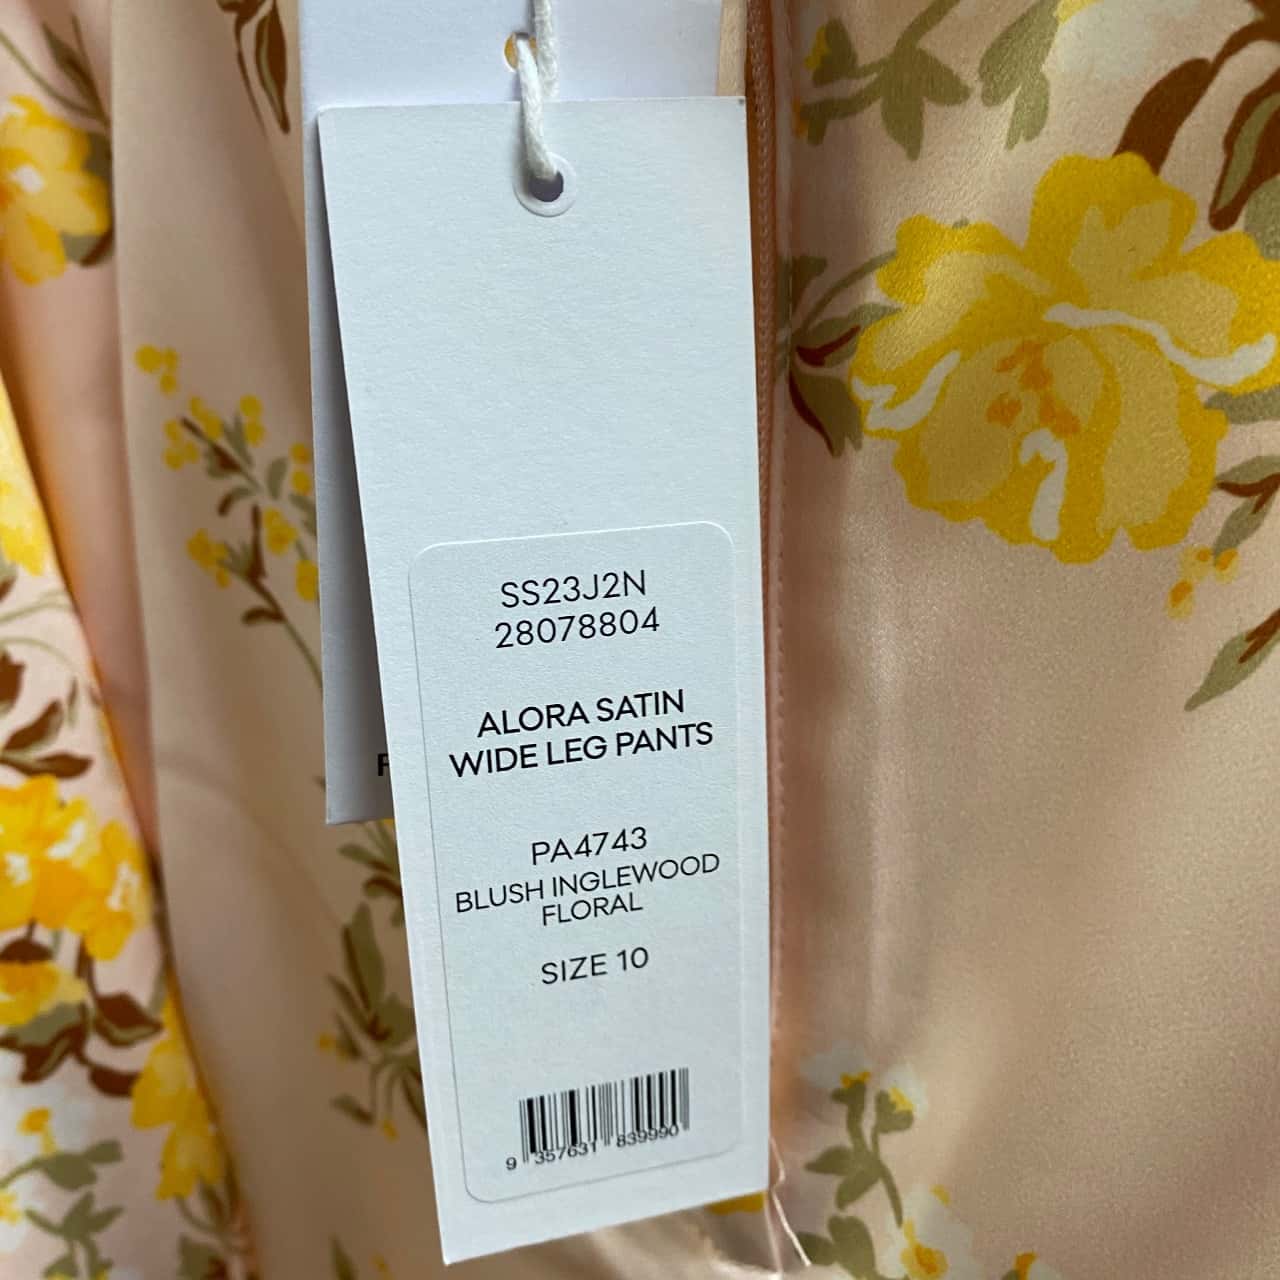 SS23J2N
28078804
ALORA SATIN
WIDE LEG PANTS
PA4743
BLUSH INGLEWOOD
FLORAL
SIZE 10
9 357631 839990